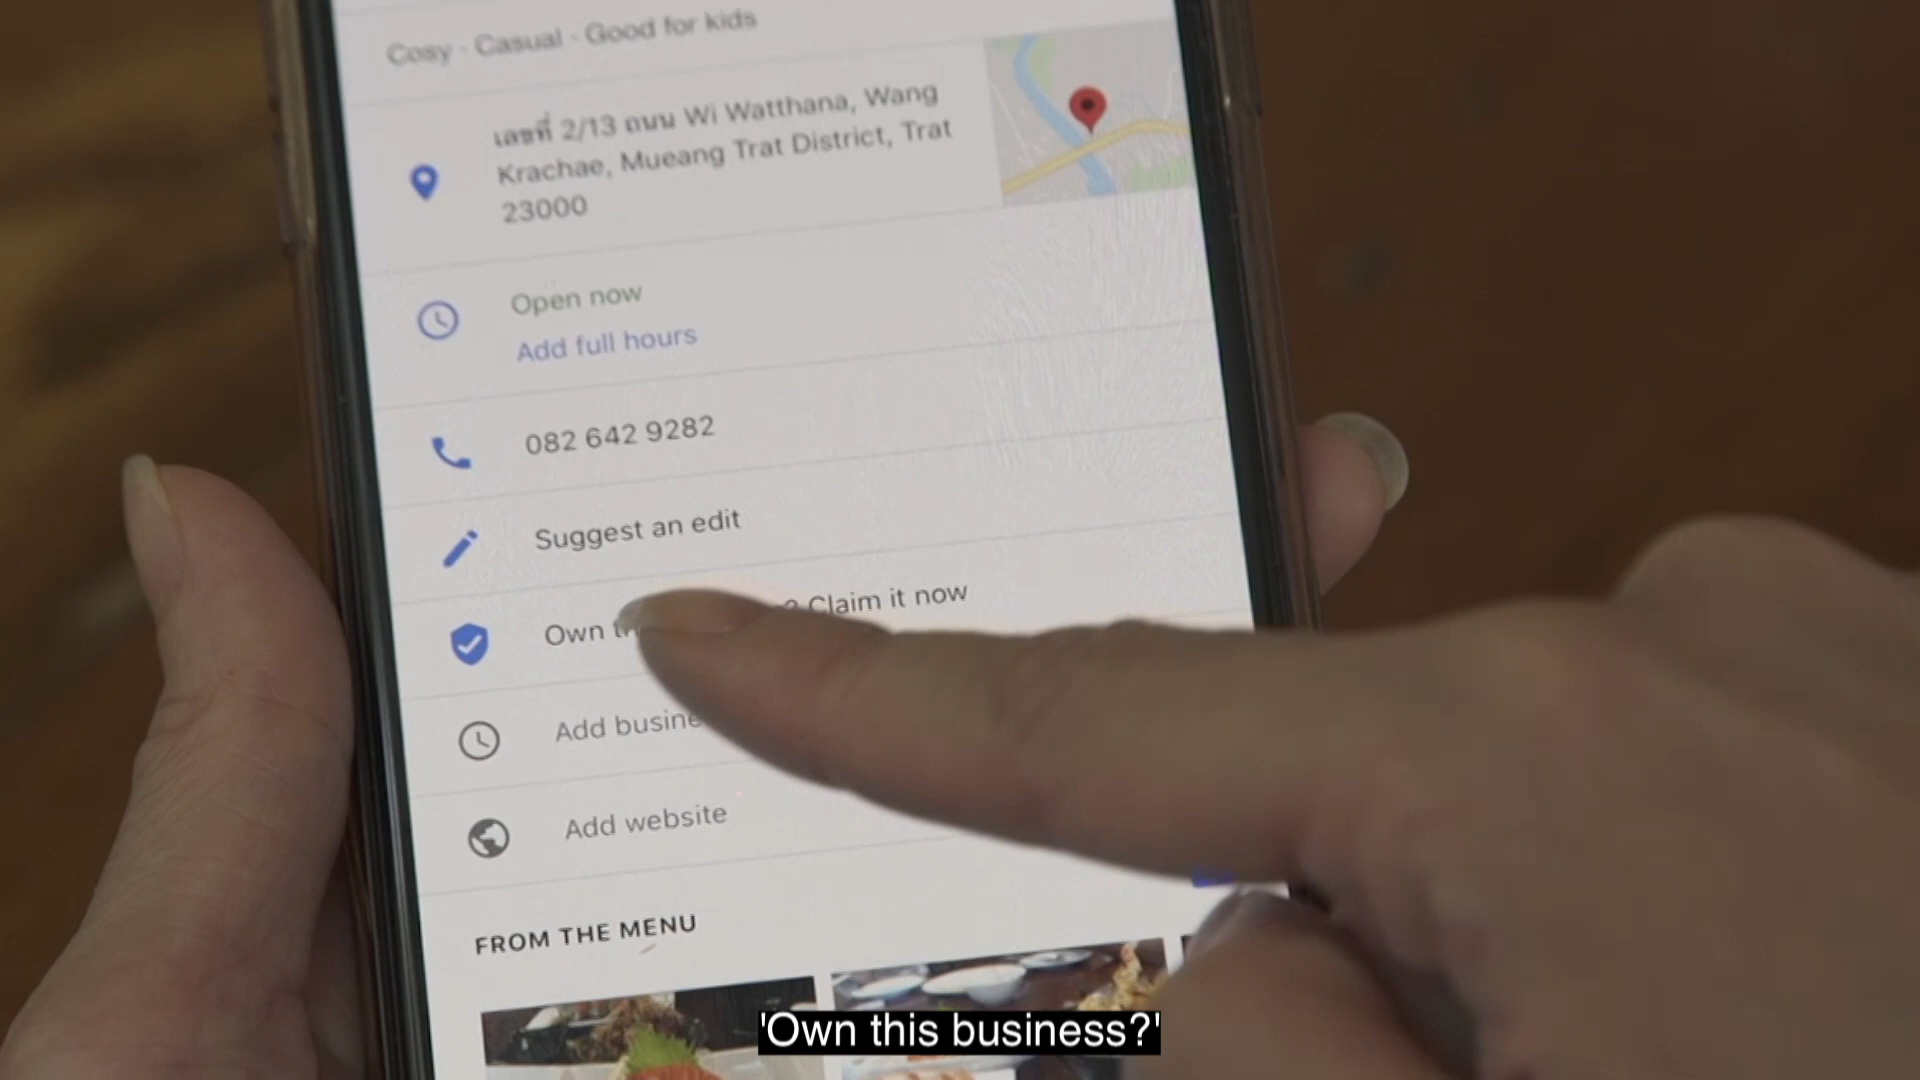 Cosy · Casual · Good for kids
เลขที่ 2/13 ถนน Wi Watthana, Wang
Krachae, Mueang Trat District, Trat
23000
Open now
Add full hours
082 642 9282
Suggest an edit
Own ? Claim it now
Add
Add website
FROM THE MENU
'Own this business?'